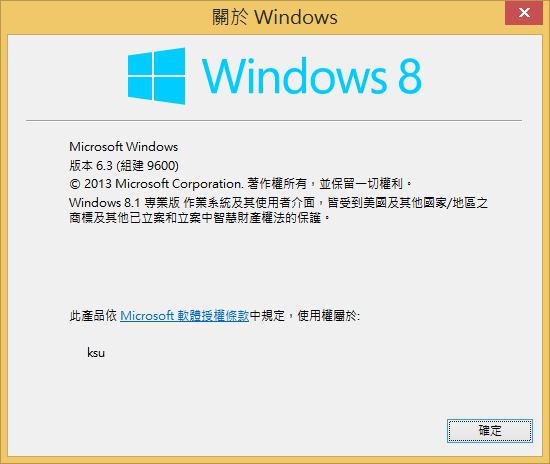 關於 Windows
Windows 8
Microsoft Windows
版本 6.3 (組建 9600)
© 2013 Microsoft Corporation. 著作權所有，並保留一切權利。
Windows 8.1 專業版 作業系統及其使用者介面，皆受到美國及其他國家/地區之
商標及其他已立案和立案中智慧財產權法的保護。
此產品依 Microsoft 軟體授權條款中規定，使用權屬於:
ksu
確定